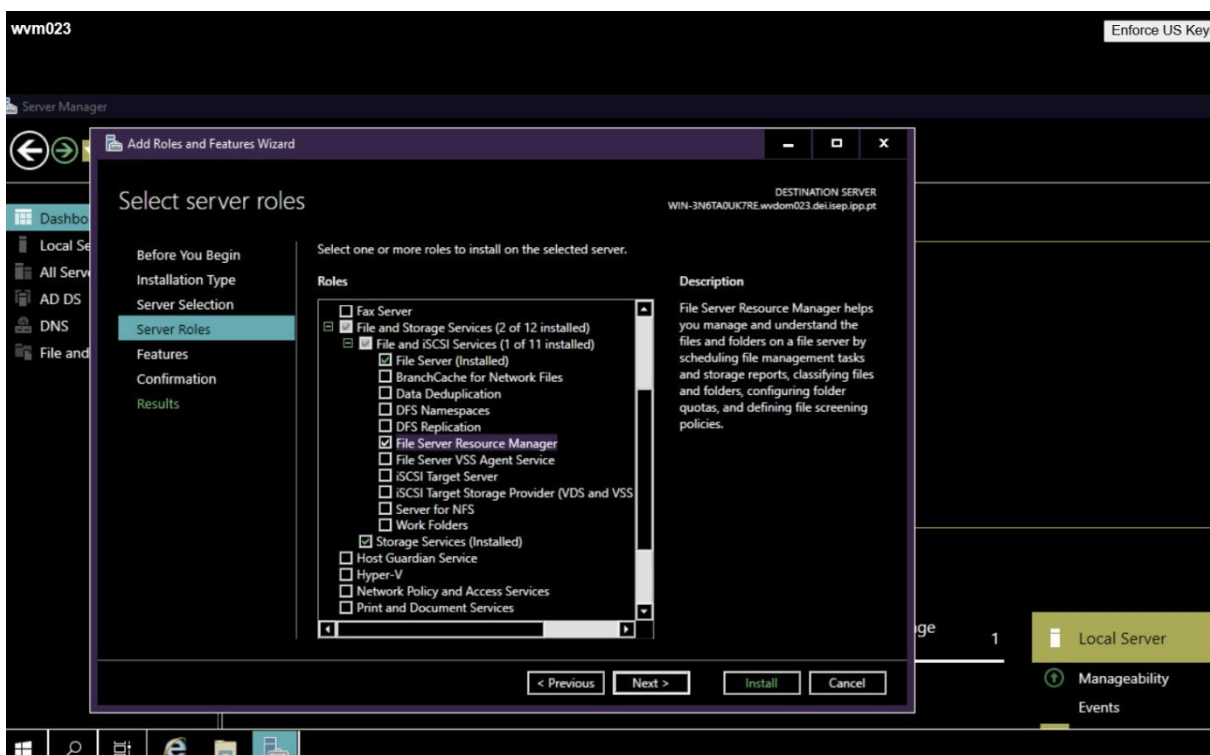 wvm023
Enforce US Key
Server Manager
Add Roles and Features Wizard
Select server roles
DESTINATION SERVER
WIN-3N6TA0UK7RE.wvdom023.dei.isep.ipp.pt
Dashbo
Local Se
All Serve
AD DS
DNS
File and
Before You Begin
Installation Type
Server Selection
Server Roles
Features
Confirmation
Results
Select one or more roles to install on the selected server.
Roles
Fax Server
File and Storage Services (2 of 12 installed)
File and iSCSI Services (1 of 11 installed)
File Server (Installed)
BranchCache for Network Files
Data Deduplication
DFS Namespaces
DFS Replication
File Server Resource Manager
File Server VSS Agent Service
iSCSI Target Server
iSCSI Target Storage Provider (VDS and VSS
Server for NFS
Work Folders
Storage Services (Installed)
Host Guardian Service
Hyper-V
Network Policy and Access Services
Print and Document Services
Description
File Server Resource Manager helps
you manage and understand the
files and folders on a file server by
scheduling file management tasks
and storage reports, classifying files
and folders, configuring folder
quotas, and defining file screening
policies.
< Previous
Next >
Install
Cancel
ge
1
Local Server
Manageability
Events